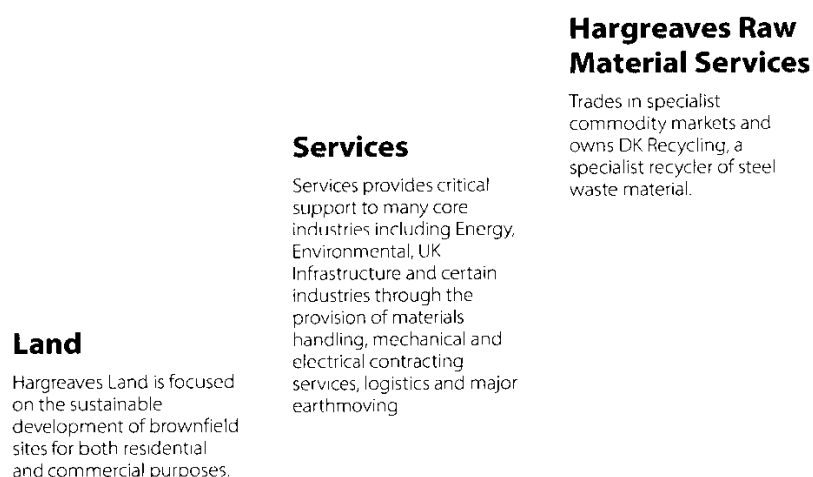 Hargreaves Raw
Material Services
Trades in specialist
commodity markets and
owns DK Recycling, a
specialist recycler of steel
waste material.
Services
Services provides critical
support to many core
industries including Energy,
Environmental, UK
Infrastructure and certain
industries through the
provision of materials
handling, mechanical and
electrical contracting
services, logistics and major
earthmoving
Land
Hargreaves Land is focused
on the sustainable
development of brownfield
sites for both residential
and commercial purposes.